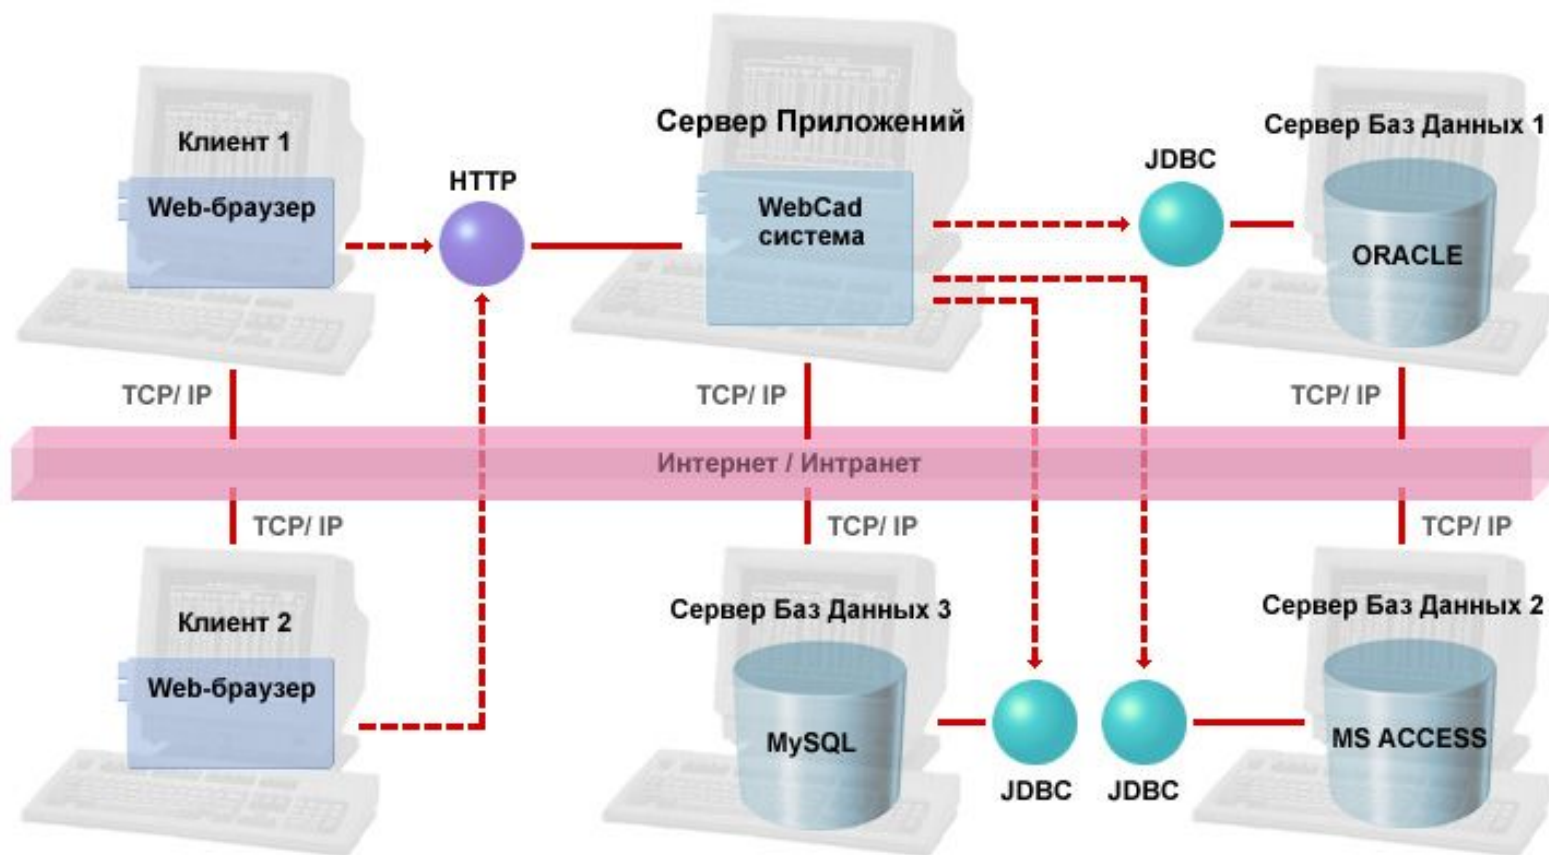 Сервер Приложений
Клиент 1
Сервер Баз Данных 1
JDBC
HTTP
Web-браузер
WebCad
система
ORACLE
TCP/ IP
TCP/ IP
TCP/ IP
Интернет / Интранет
TCP/ IP
TCP/ IP
TCP/ IP
Клиент 2
Сервер Баз Данных 3
Сервер Баз Данных 2
Web-браузер
MySQL
MS ACCESS
JDBC
JDBC